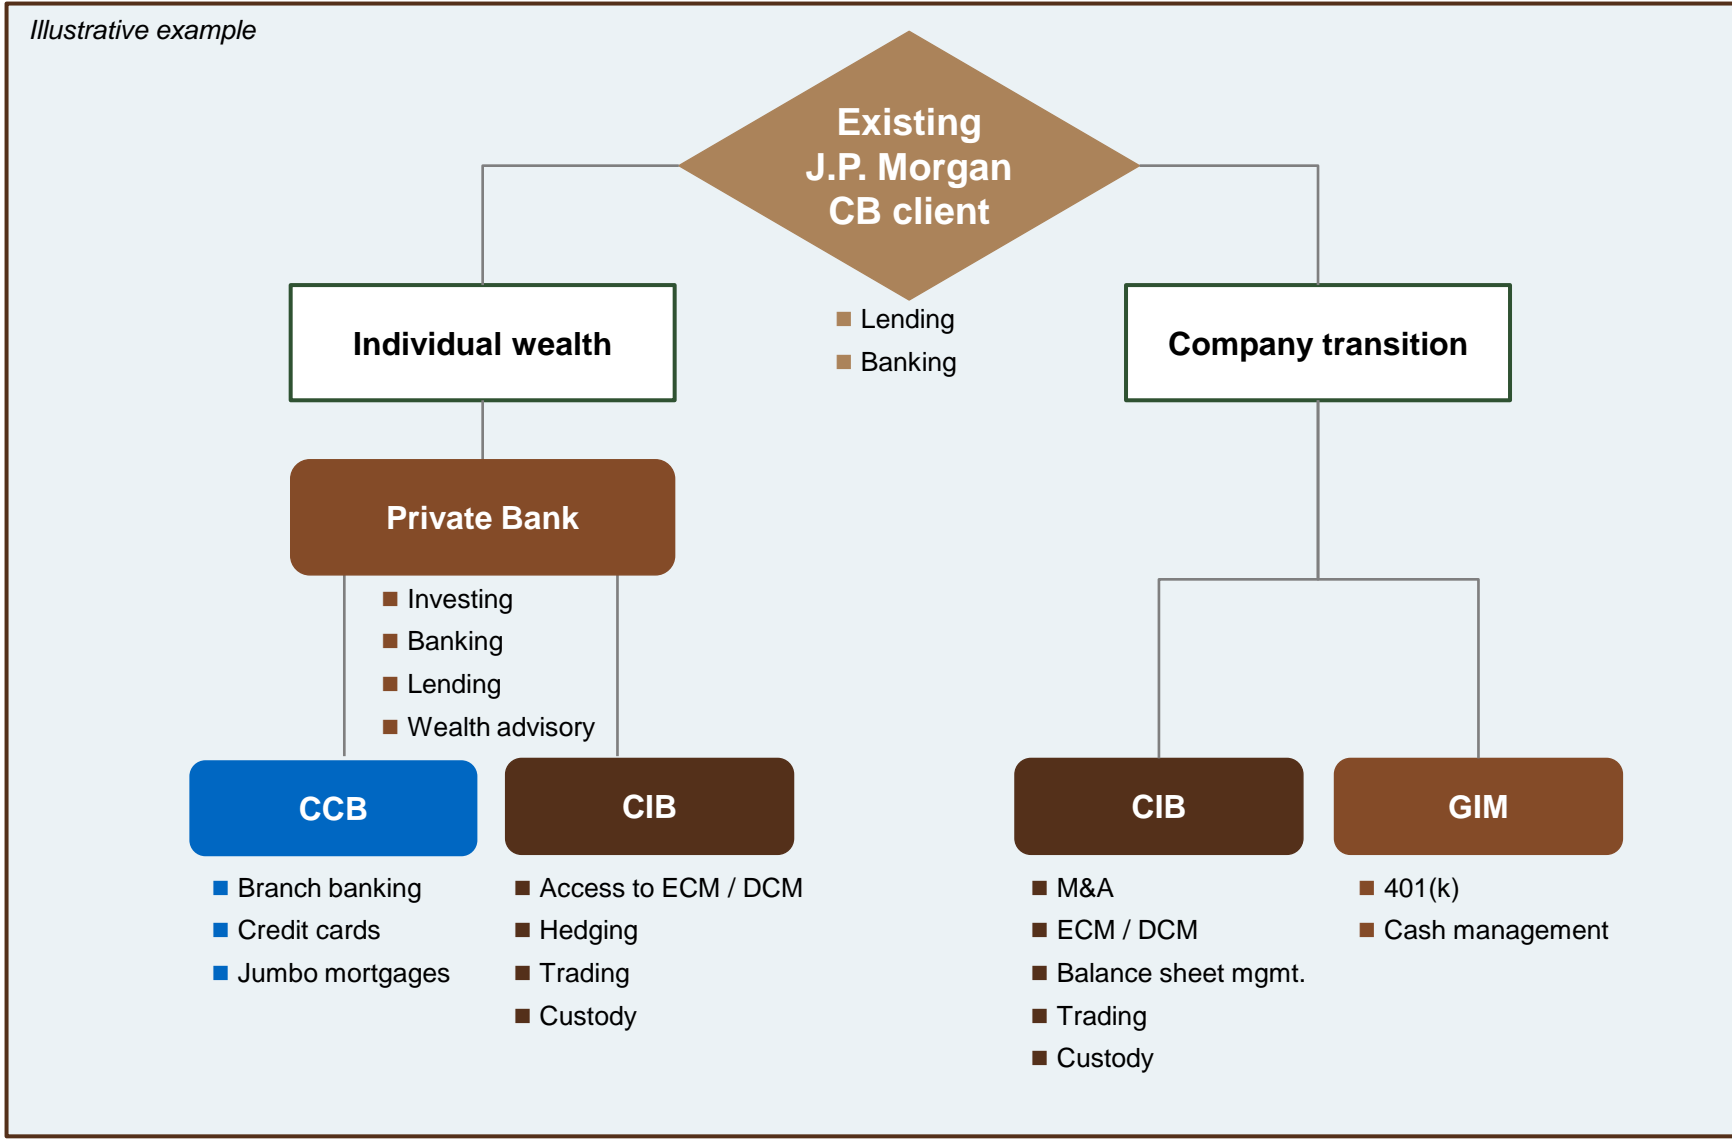 Illustrative example
Existing
J.P. Morgan
CB client
Lending
Banking
Individual wealth
Company transition
Private Bank
Investing
Banking
Lending
Wealth advisory
CCB
Branch banking
Credit cards
Jumbo mortgages
CIB
Access to ECM / DCM
Hedging
Trading
Custody
CIB
M&A
ECM / DCM
Balance sheet mgmt.
Trading
Custody
GIM
401(k)
Cash management